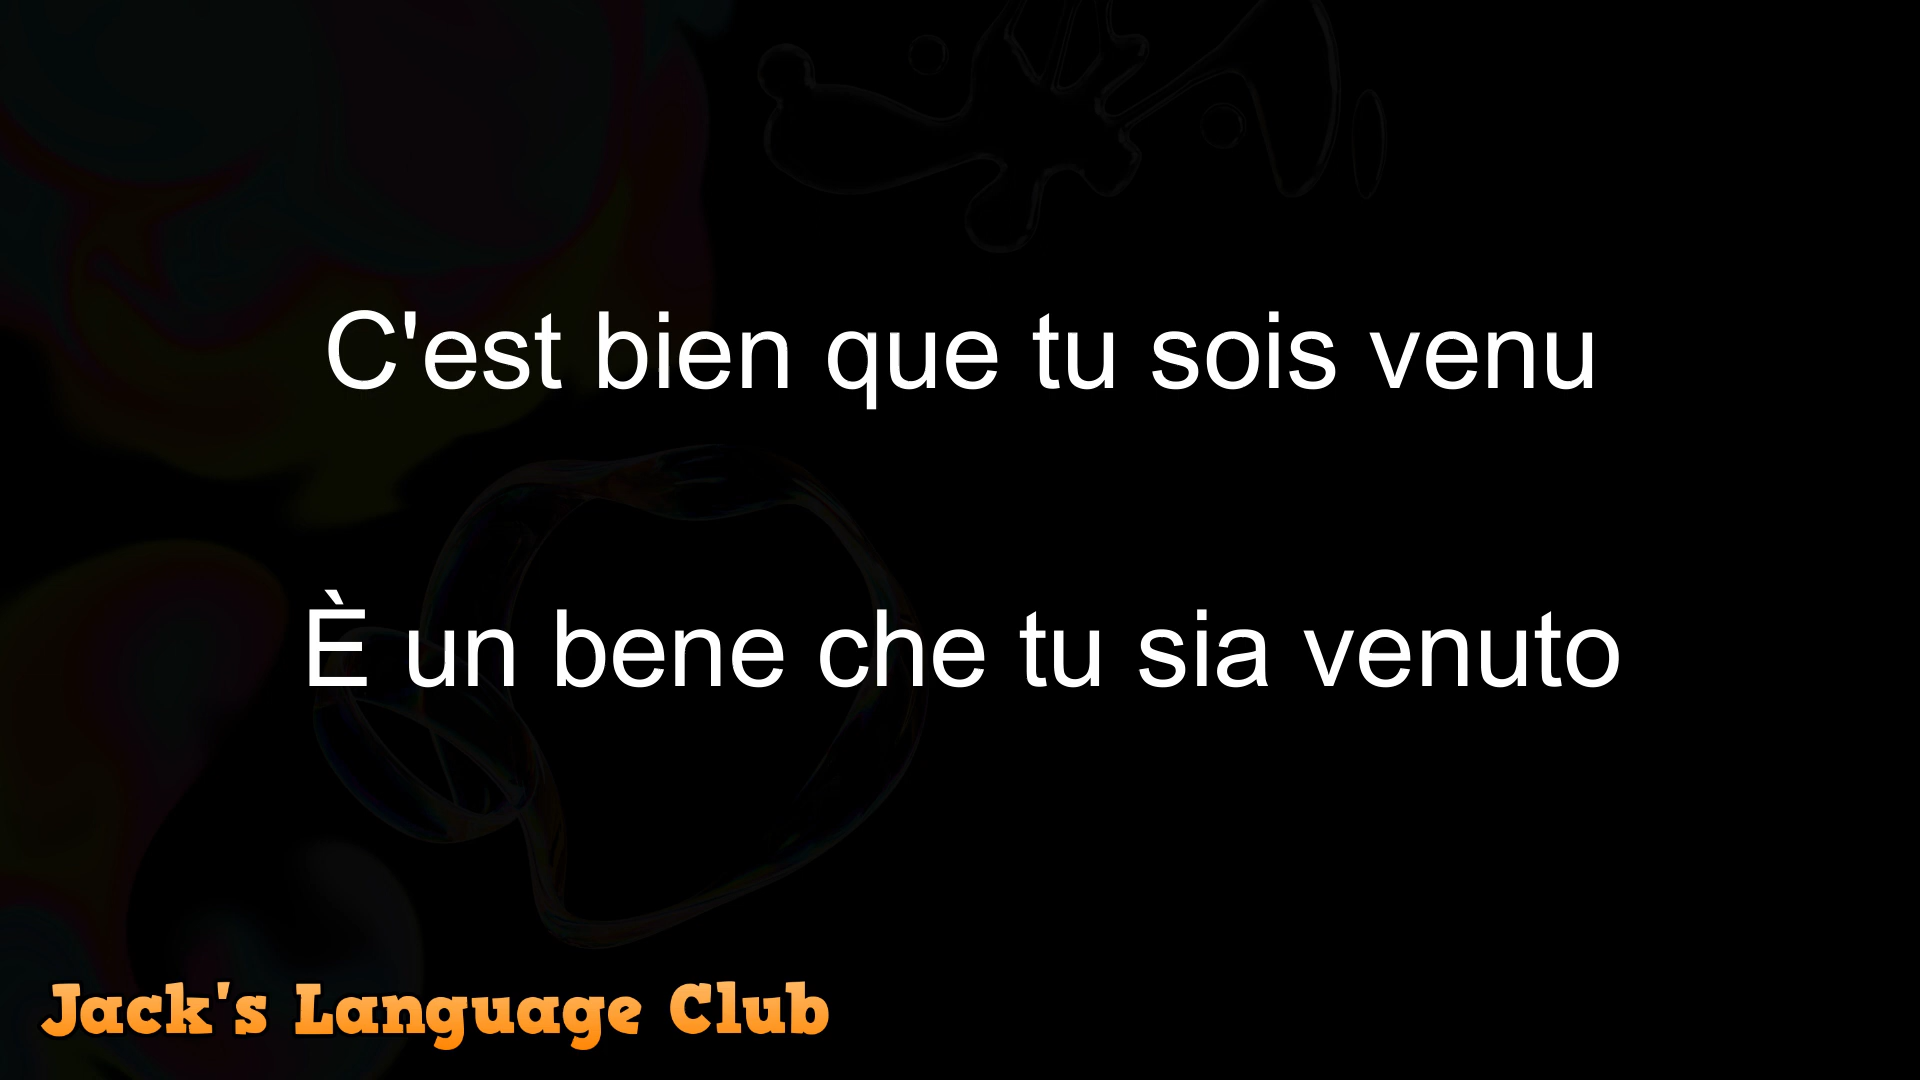 C'est bien que tu sois venu
È un bene che tu sia venuto
Jack's Language Club